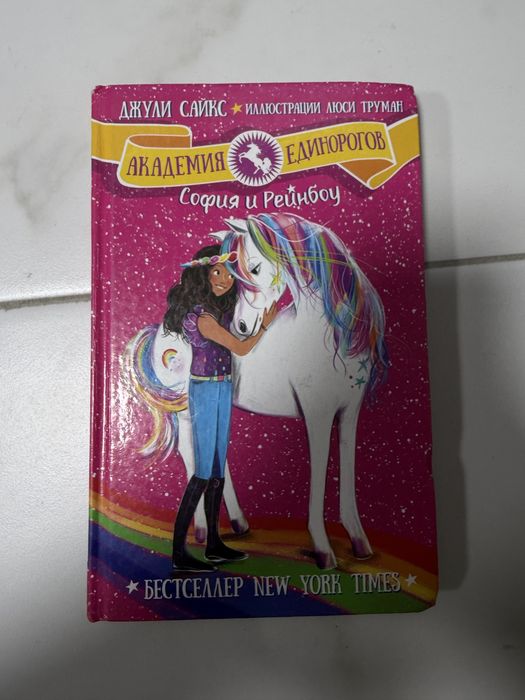 ДЖУЛИ САЙКС ★ ИЛЛЮСТРАЦИИ ЛЮСИ ТРУМАН
АКАДЕМИЯ ЕДИНОРОГОВ
София и Рейнбоу
★ БЕСТСЕЛЛЕР NEW YORK TIMES ★